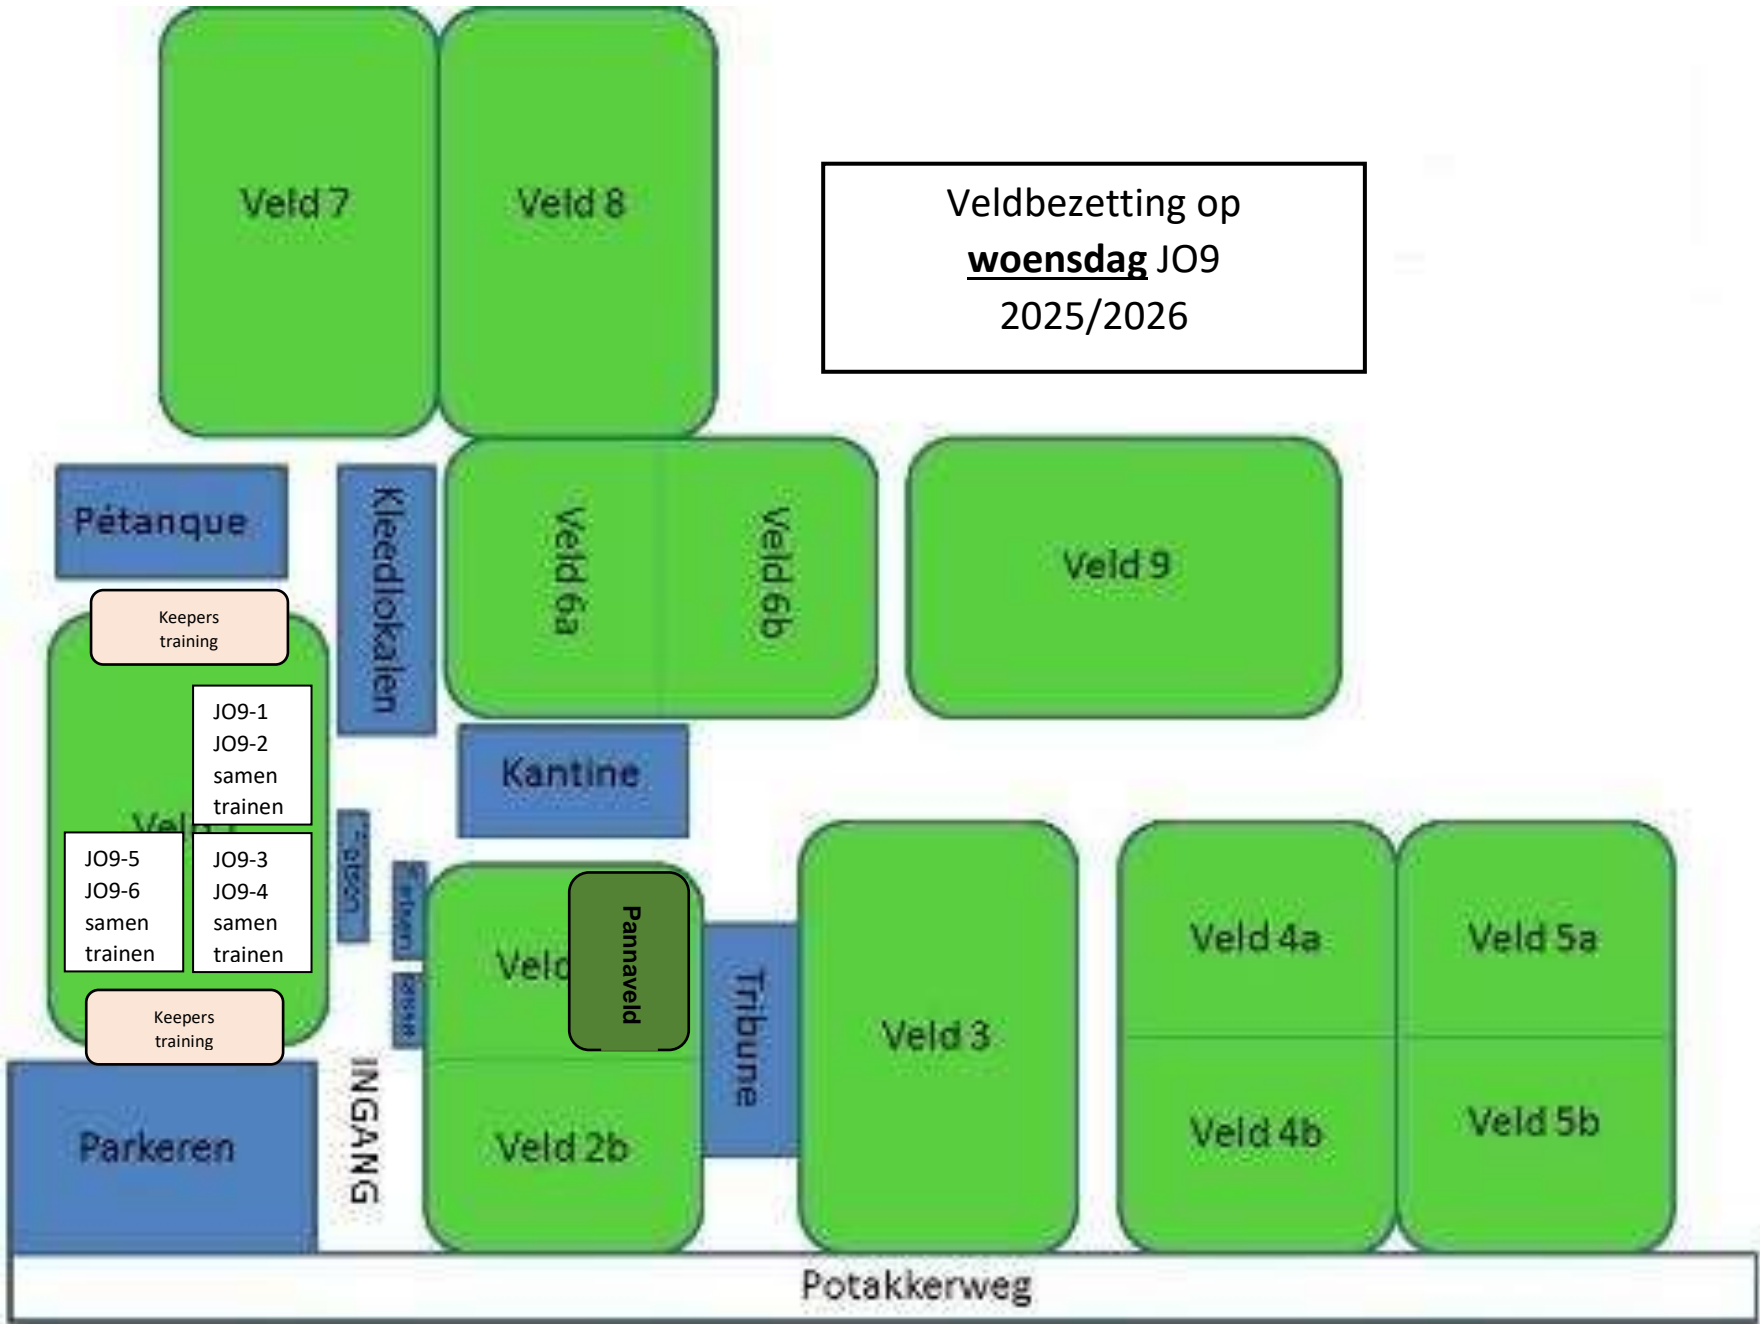 Veld 7
Veld 8
Veldbezetting op
woensdag JO9
2025/2026
Pétanque
Kleedlokalen
Veld 6a
Veld 6b
Veld 9
Keepers
training
JO9-1
JO9-2
samen
trainen
Kantine
JO9-5
JO9-6
samen
trainen
JO9-3
JO9-4
samen
trainen
Pannaveld
Tribune
Veld 3
Veld 4a
Veld 5a
Keepers
training
Parkeren
INGANG
Veld 2b
Veld 4b
Veld 5b
Potakkerweg